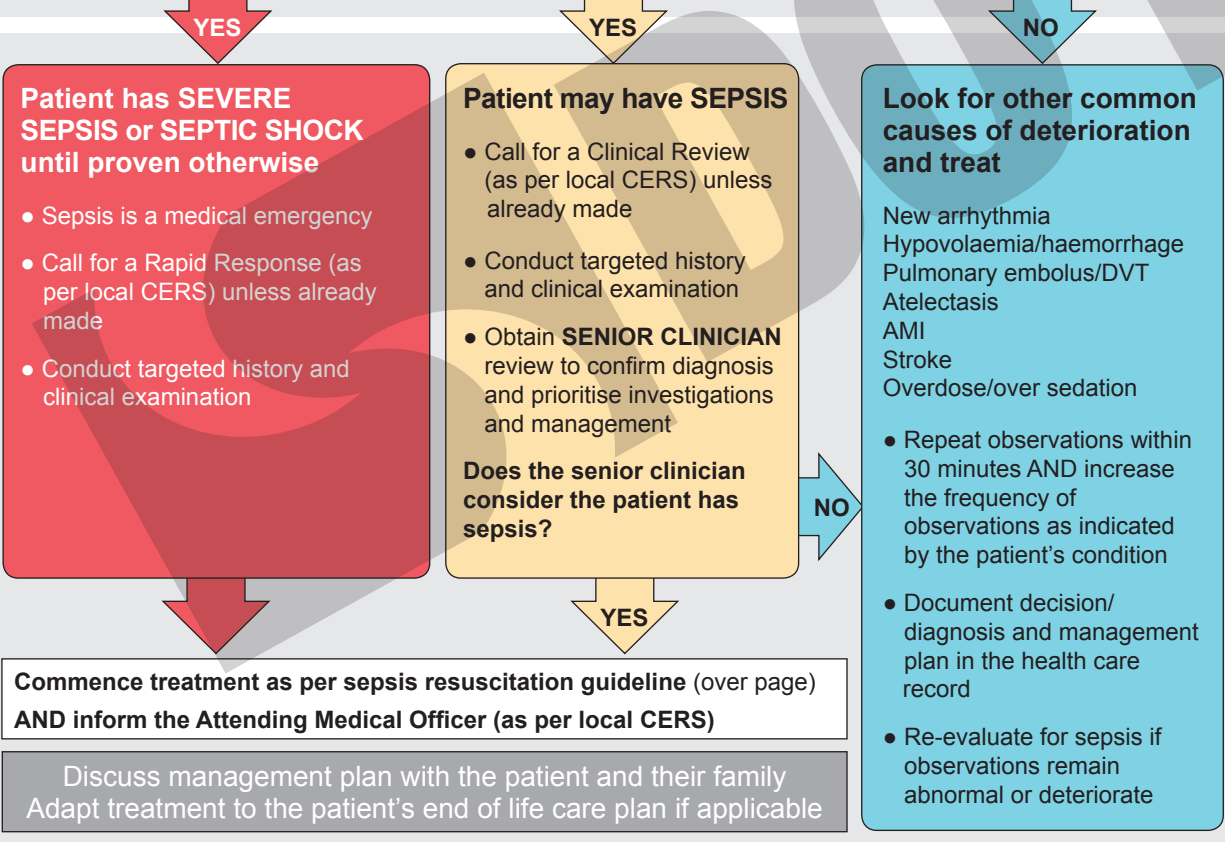 YES
Patient has SEVERE
SEPSIS or SEPTIC SHOCK
until proven otherwise
● Sepsis is a medical emergency
● Call for a Rapid Response (as
per local CERS) unless already
made
● Conduct targeted history and
clinical examination
YES
Patient may have SEPSIS
● Call for a Clinical Review
(as per local CERS) unless
already made
● Conduct targeted history
and clinical examination
● Obtain SENIOR CLINICIAN
review to confirm diagnosis
and prioritise investigations
and management
Does the senior clinician
consider the patient has
sepsis?
NO
YES
NO
Look for other common
causes of deterioration
and treat
New arrhythmia
Hypovolaemia/haemorrhage
Pulmonary embolus/DVT
Atelectasis
AMI
Stroke
Overdose/over sedation
● Repeat observations within
30 minutes AND increase
the frequency of
observations as indicated
by the patient's condition
● Document decision/
diagnosis and management
plan in the health care
record
● Re-evaluate for sepsis if
observations remain
abnormal or deteriorate
Commence treatment as per sepsis resuscitation guideline (over page)
AND inform the Attending Medical Officer (as per local CERS)
Discuss management plan with the patient and their family
Adapt treatment to the patient's end of life care plan if applicable